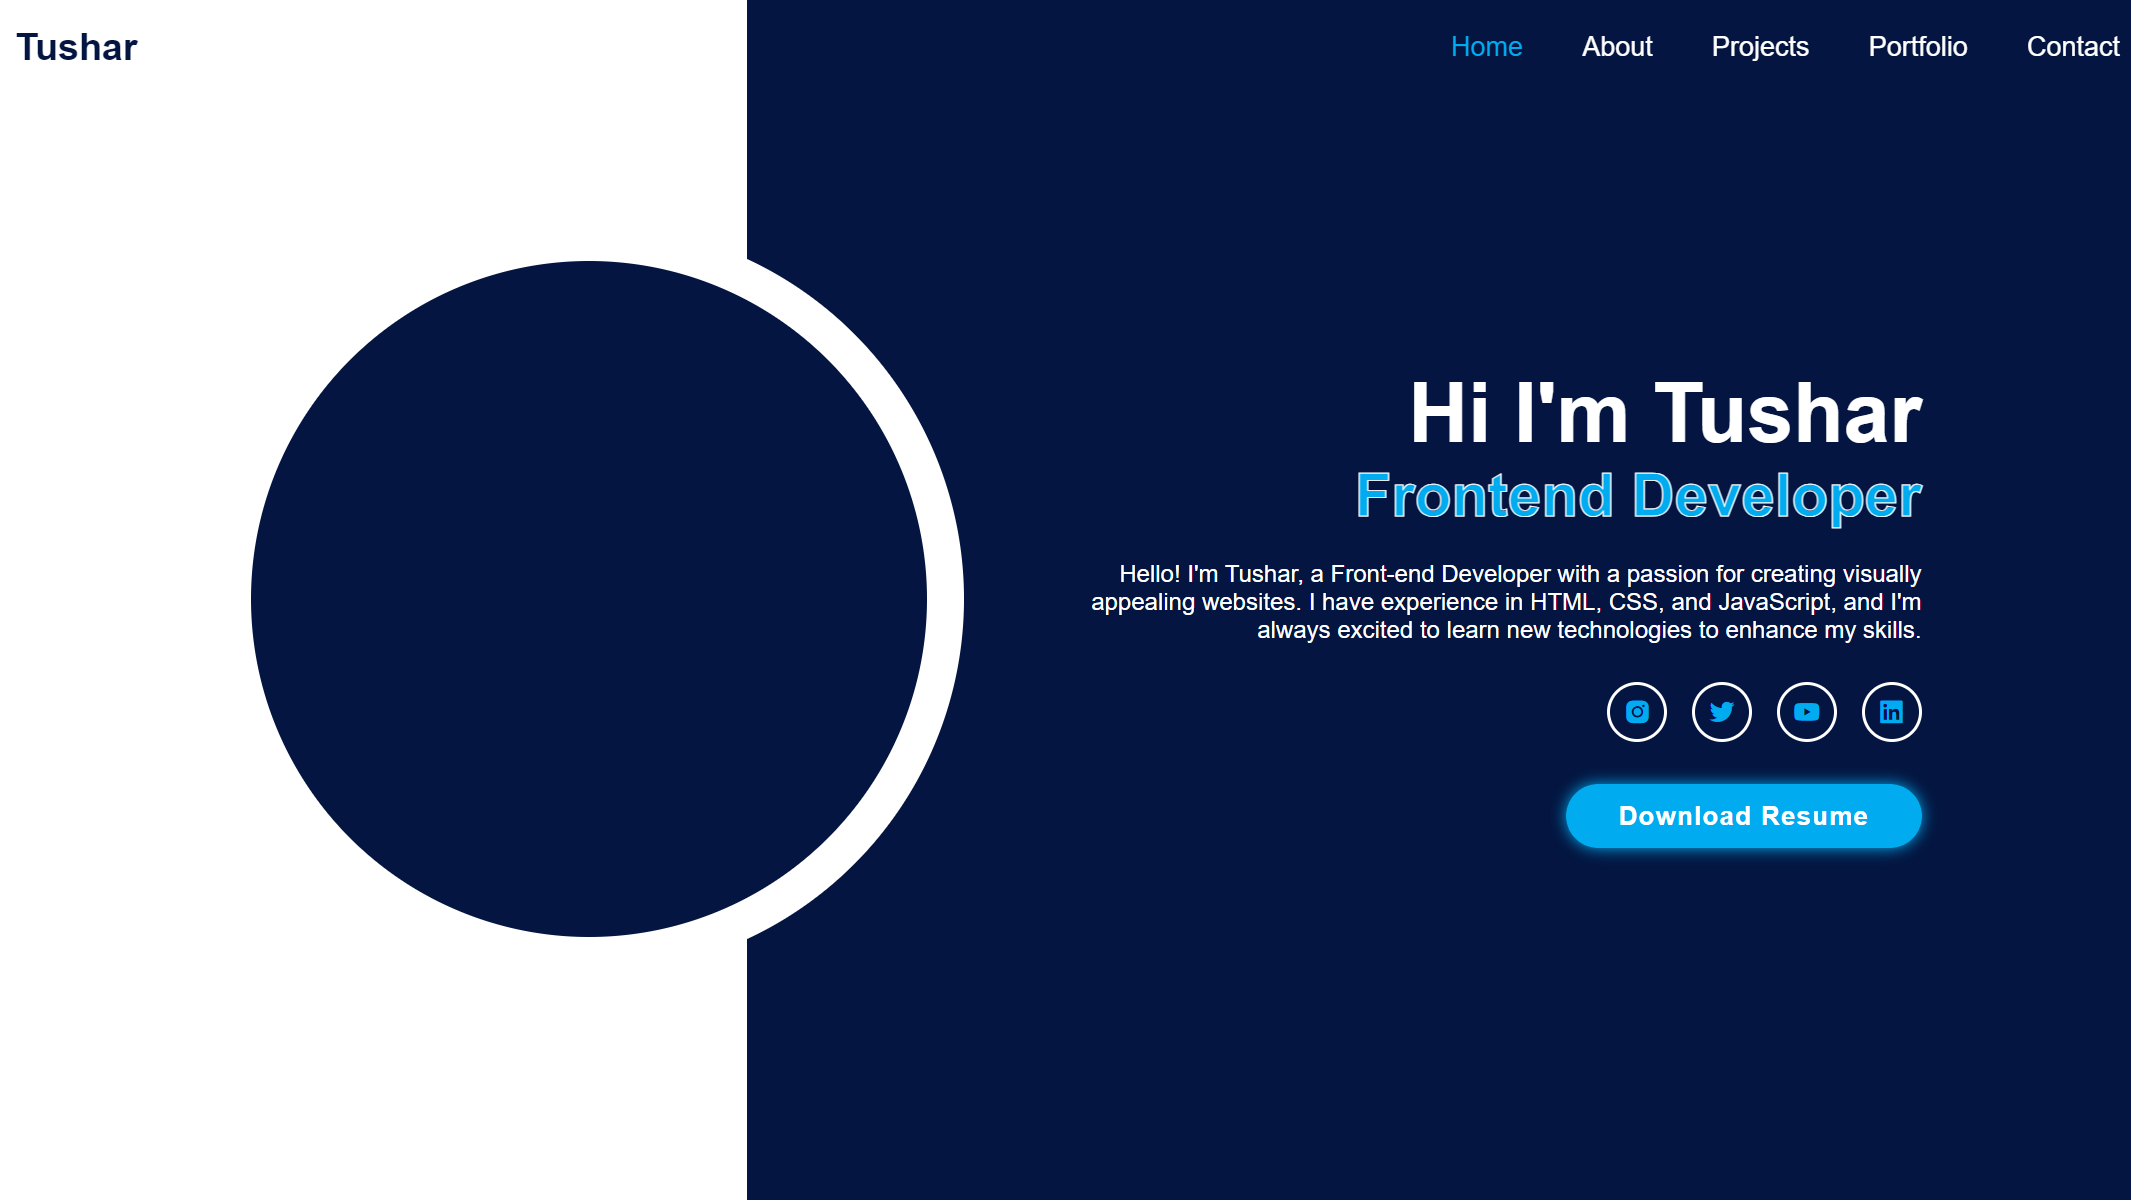 Tushar
Home About Projects Portfolio Contact
Hi I'm Tushar
Frontend Developer
Hello! I'm Tushar, a Front-end Developer with a passion for creating visually
appealing websites. I have experience in HTML, CSS, and JavaScript, and I'm
always excited to learn new technologies to enhance my skills.
in
Download Resume